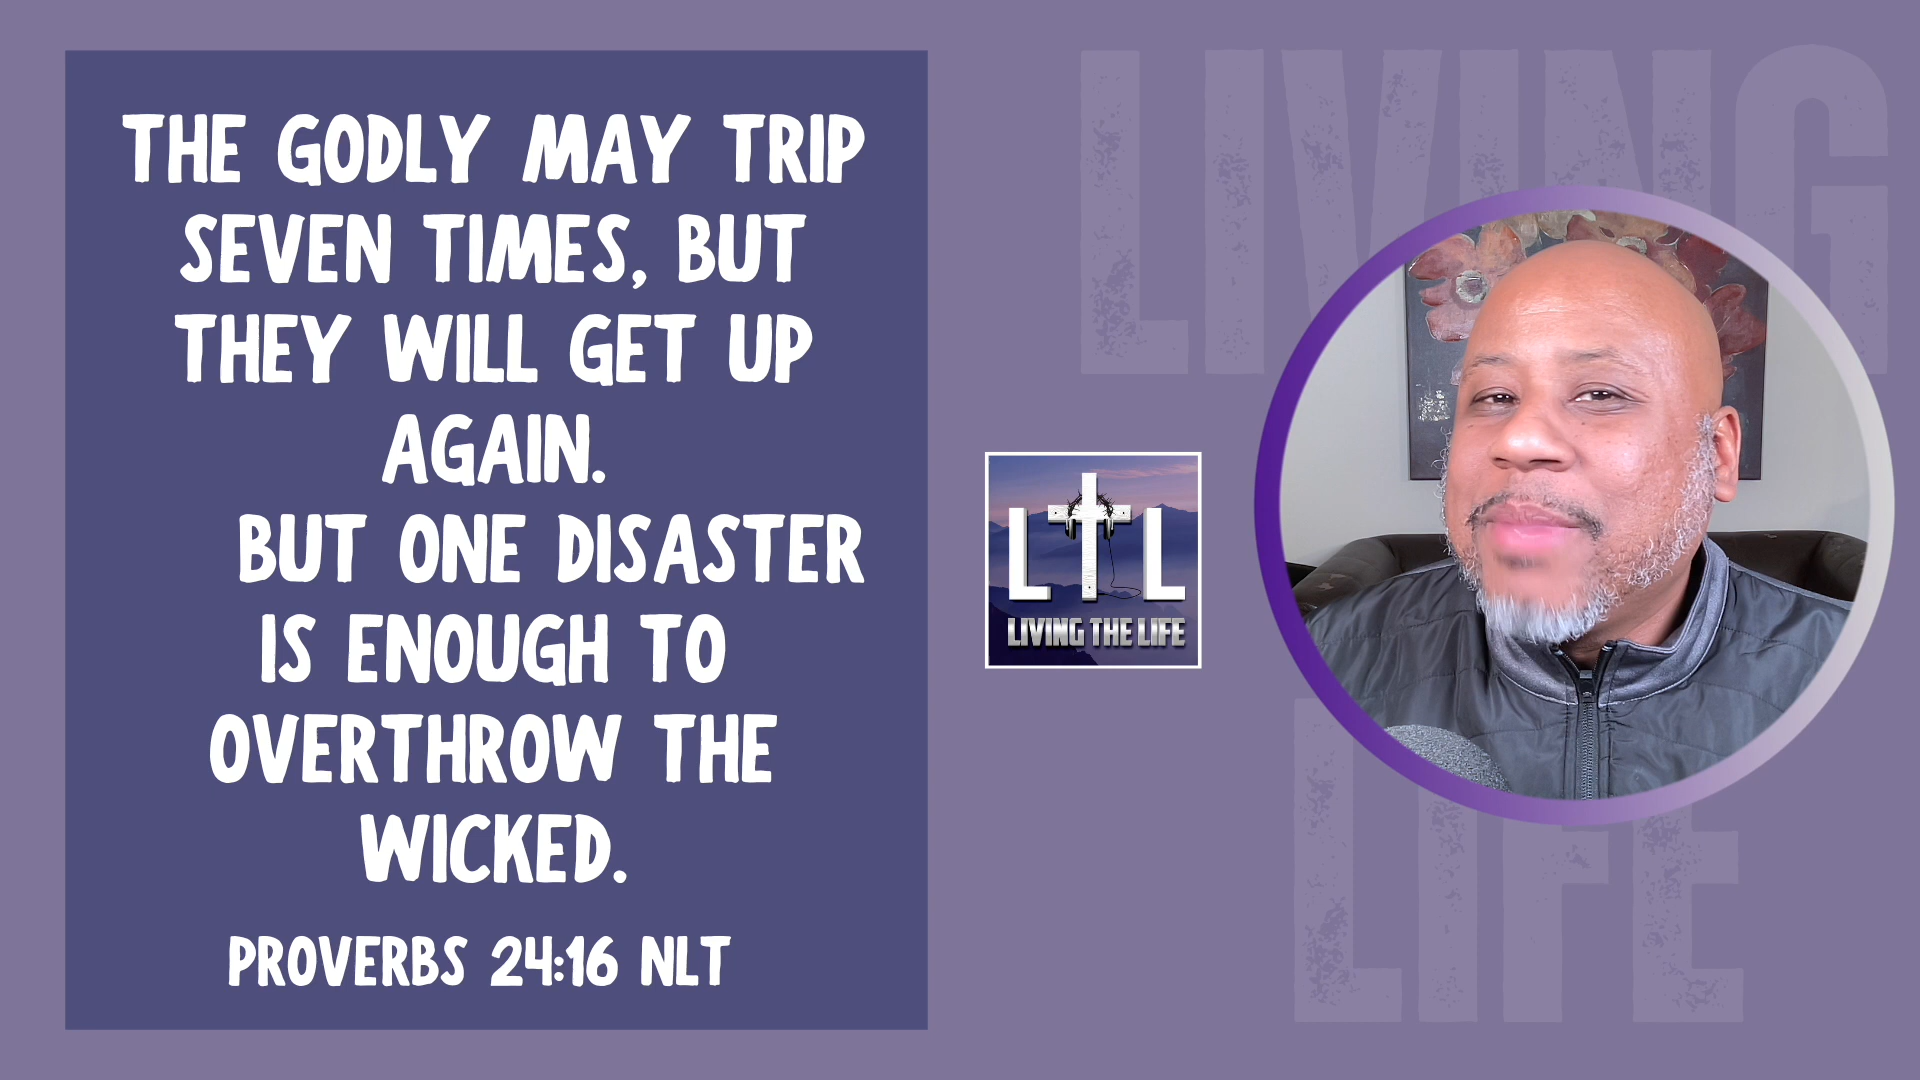 THE GODLY MAY TRIP
SEVEN TIMES, BUT
THEY WILL GET UP
AGAIN.
BUT ONE DISASTER
IS ENOUGH TO
OVERTHROW THE
WICKED.
PROVERBS 24:16 NLT
LTL
LIVING THE LIFE
LIVING
LIFE